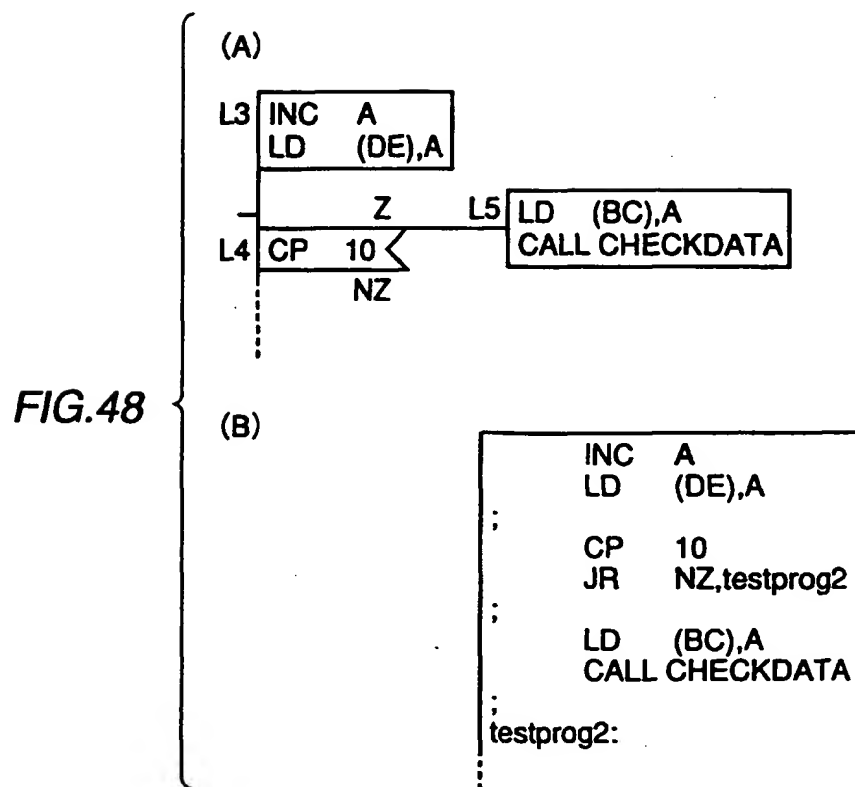 (A)
L3 INC A
LD (DE),A
Z
L5 LD (BC),A
CALL CHECKDATA
L4 CP 10
NZ
FIG.48
(B)
INC A
LD (DE),A
;
CP 10
JR NZ,testprog2
;
LD (BC),A
CALL CHECKDATA
;
testprog2: